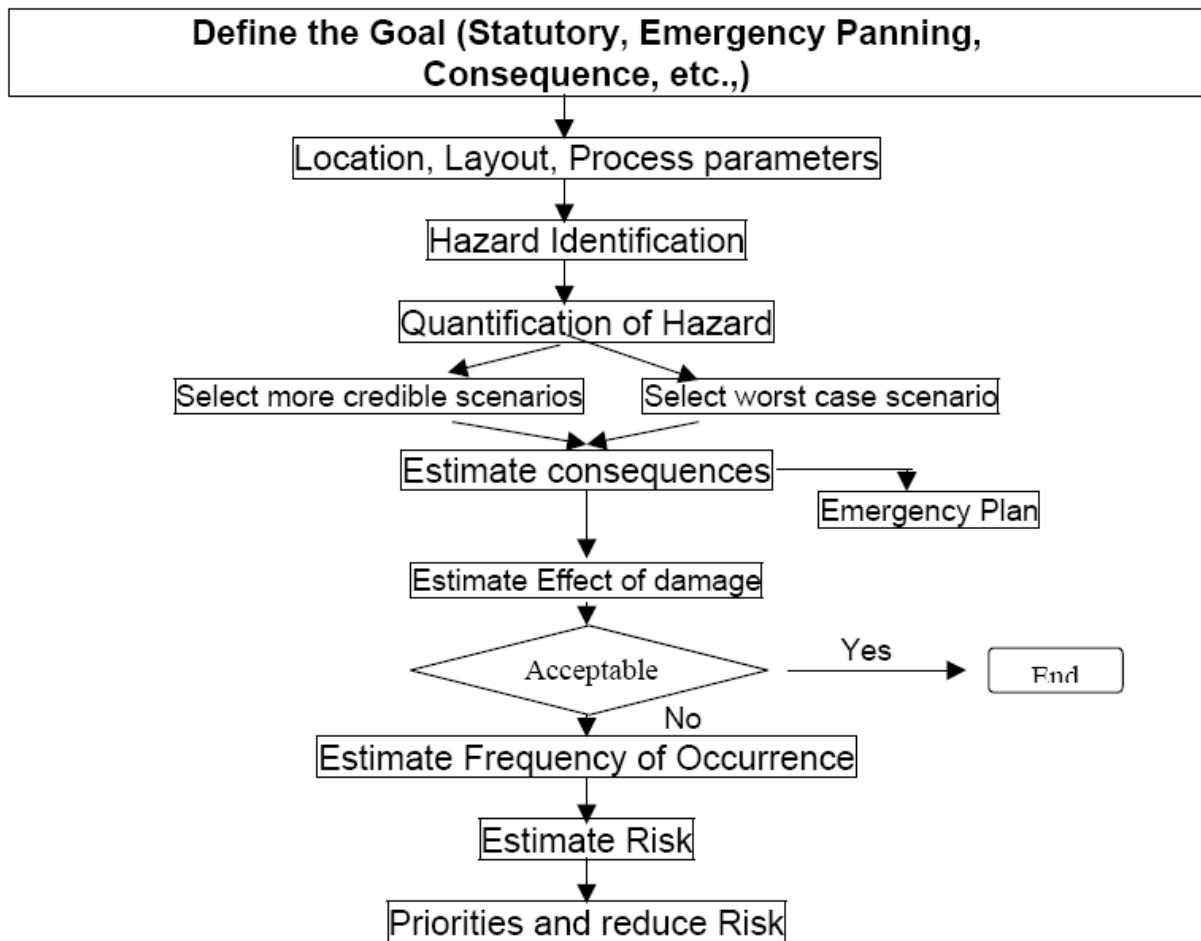 Define the Goal (Statutory, Emergency Panning,
Consequence, etc.,)
Location, Layout, Process parameters
Hazard Identification
Quantification of Hazard
Select more credible scenarios
Select worst case scenario
Estimate consequences
Emergency Plan
Estimate Effect of damage
Acceptable
Yes
End
No
Estimate Frequency of Occurrence
Estimate Risk
Priorities and reduce Risk